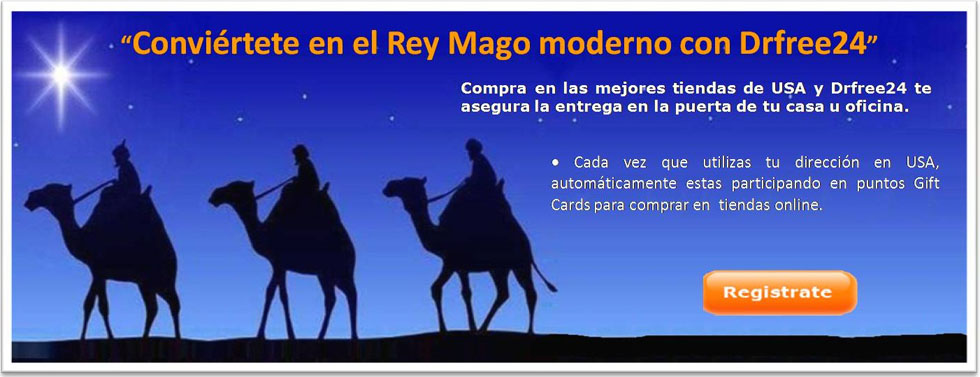 “Conviértete en el Rey Mago moderno con Drfree24”
Compra en las mejores tiendas de USA y Drfree24 te
asegura la entrega en la puerta de tu casa u oficina.
• Cada vez que utilizas tu dirección en USA,
automáticamente estas participando en puntos Gift
Cards para comprar en tiendas online.
Registrate